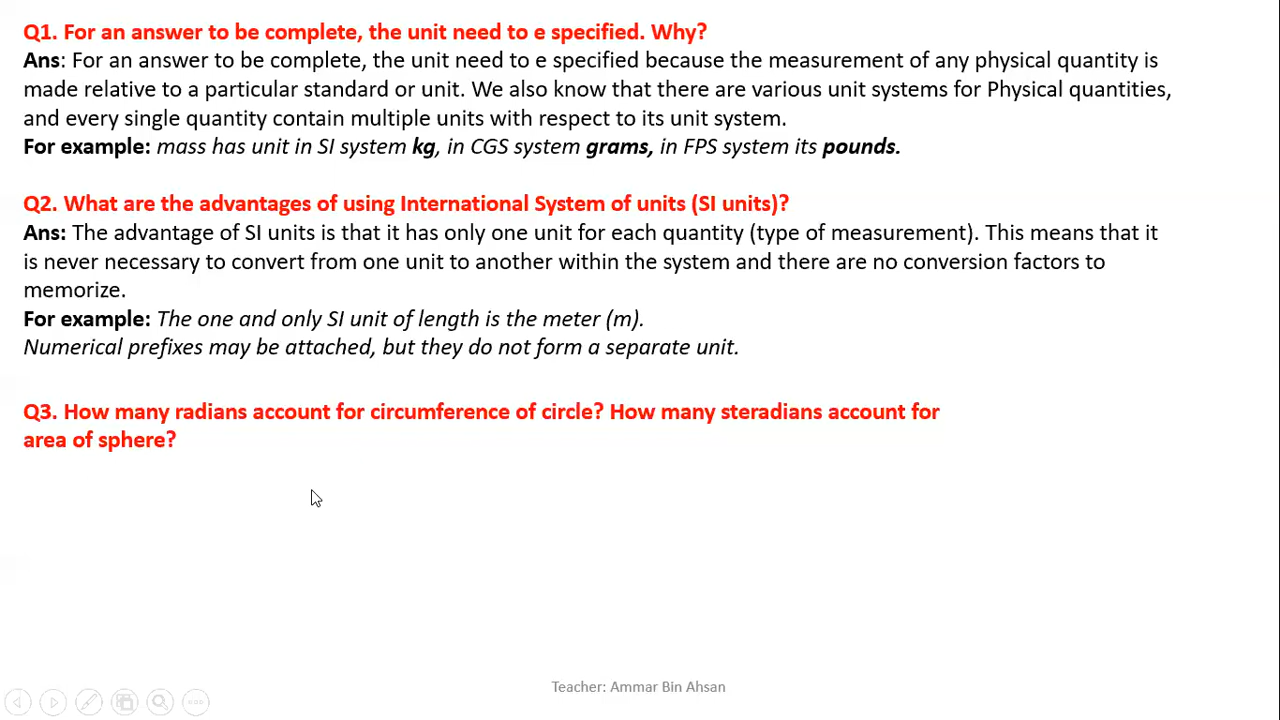 Q1. For an answer to be complete, the unit need to e specified. Why?
Ans: For an answer to be complete, the unit need to e specified because the measurement of any physical quantity is
made relative to a particular standard or unit. We also know that there are various unit systems for Physical quantities,
and every single quantity contain multiple units with respect to its unit system.
For example: mass has unit in SI system kg, in CGS system grams, in FPS system its pounds.
Q2. What are the advantages of using International System of units (SI units)?
Ans: The advantage of SI units is that it has only one unit for each quantity (type of measurement). This means that it
is never necessary to convert from one unit to another within the system and there are no conversion factors to
memorize.
For example: The one and only SI unit of length is the meter (m).
Numerical prefixes may be attached, but they do not form a separate unit.
Q3. How many radians account for circumference of circle? How many steradians account for
area of sphere?
Teacher: Ammar Bin Ahsan